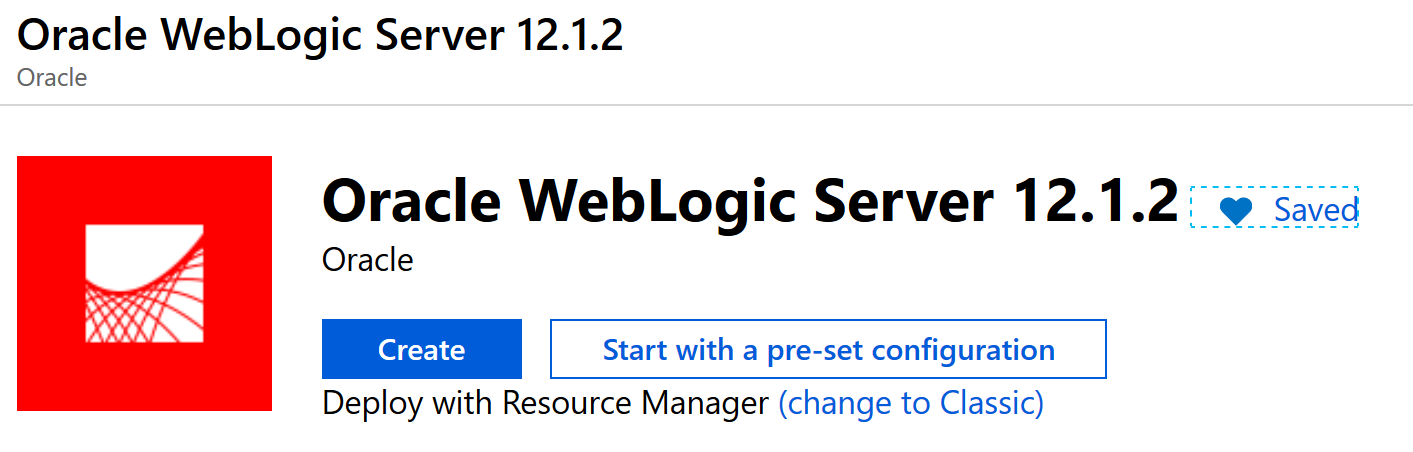 Oracle WebLogic Server 12.1.2
Oracle
Oracle WebLogic Server 12.1.2 Saved
Oracle
Create Start with a pre-set configuration
Deploy with Resource Manager (change to Classic)